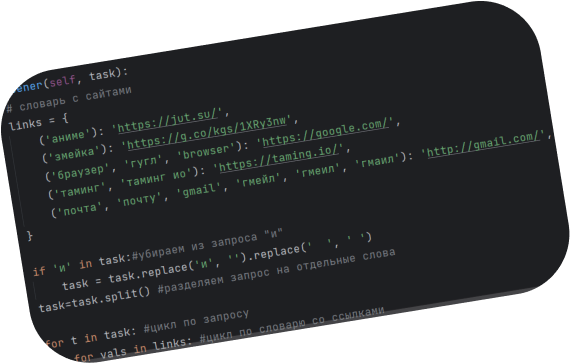 ener(self, task):
# словарь с сайтами
links = {
('аниме'): 'https://jut.su/',
('змейка'): 'https://g.co/kgs/1XRy3nw',
('браузер', 'гугл', 'browser'): 'https://google.com/',
('таминг', 'таминг ио'): 'https://taming.io/',
('почта', 'почту', 'gmail', 'гмейл', 'гмеил', 'гмаил'): 'http://gmail.com/',
}
if 'и' in task:#убираем из запроса "и"
task = task.replace('и', '').replace('  ', ' ')
task=task.split() #разделяем запрос на отдельные слова
for t in task: #цикл по запросу
for vals in links: #цикл по словарю со ссылками